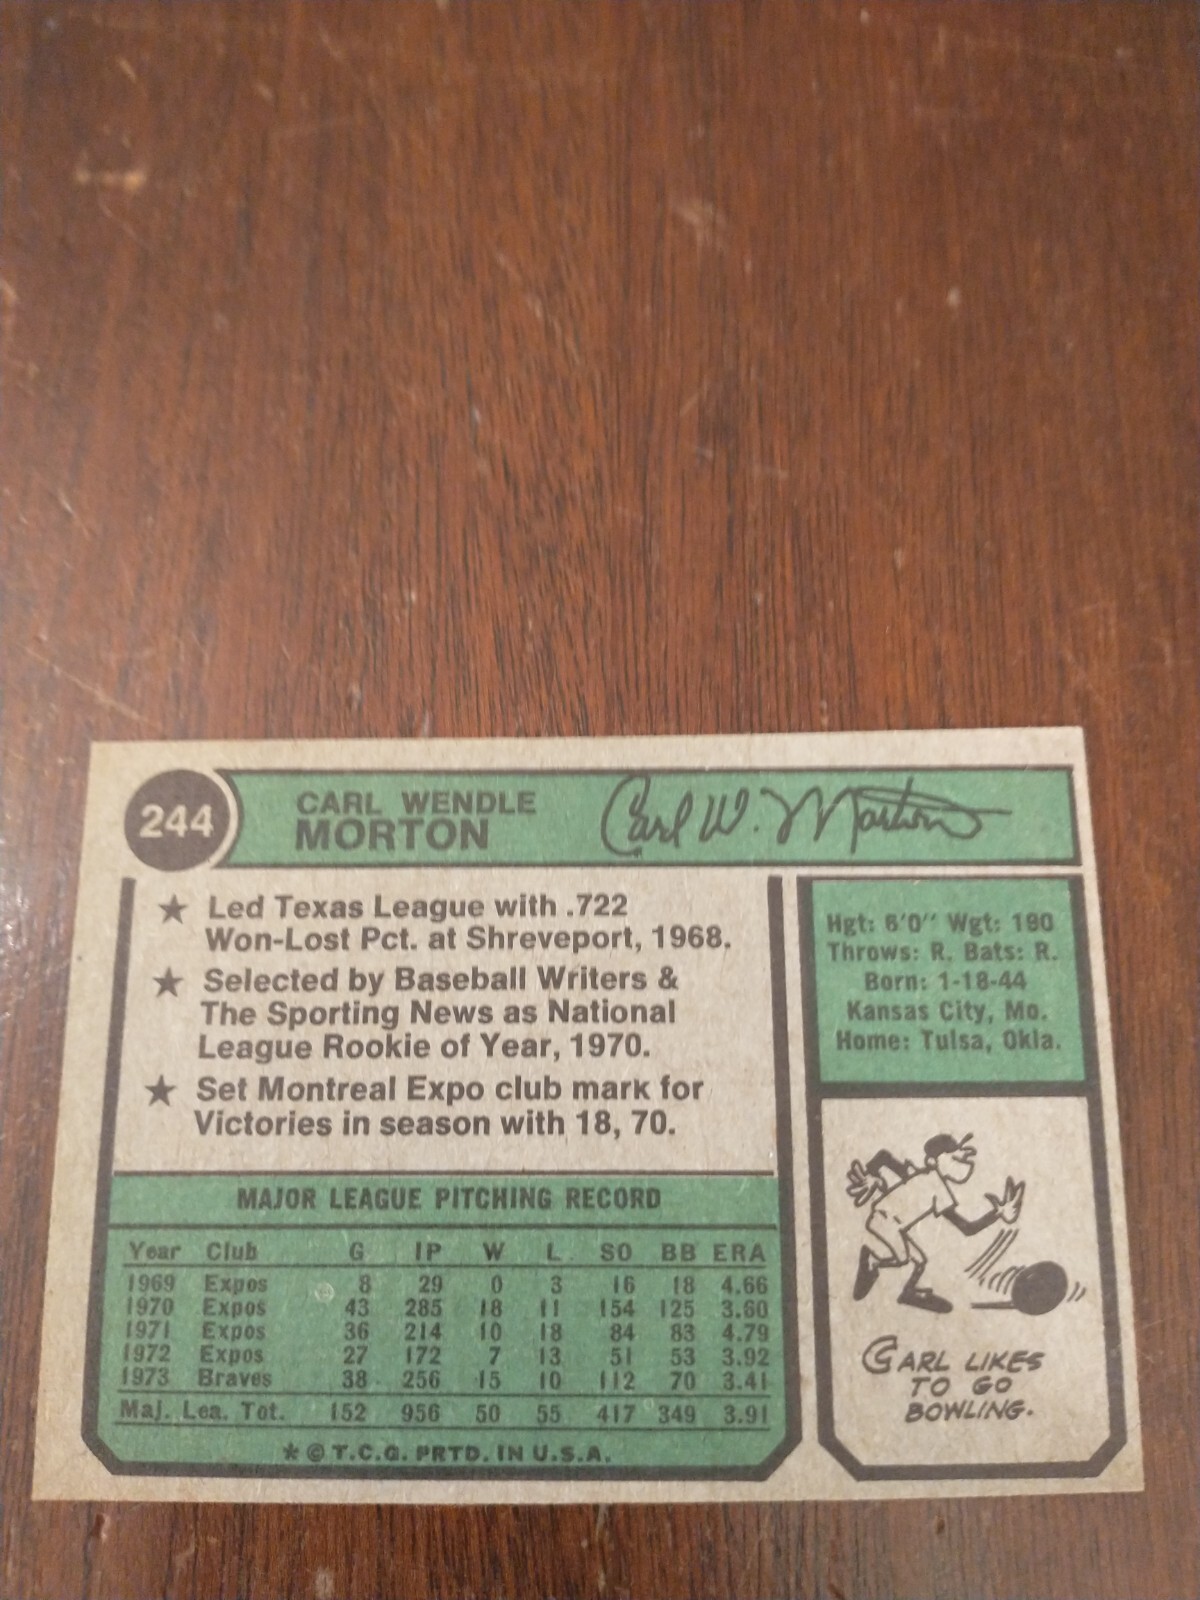 244
CARL WENDLE
MORTON
Carl W. Morton
★ Led Texas League with .722
Won-Lost Pct. at Shreveport, 1968.
★ Selected by Baseball Writers &
The Sporting News as National
League Rookie of Year, 1970.
★ Set Montreal Expo club mark for
Victories in season with 18, 70.
MAJOR LEAGUE PITCHING RECORD
Year Club G IP W L SO BB ERA
1969 Expos 8 29 0 3 16 18 4.66
1970 Expos 43 285 18 11 154 125 3.60
1971 Expos 36 214 10 18 84 83 4.79
1972 Expos 27 172 7 13 51 53 3.92
1973 Braves 38 256 15 10 112 70 3.41
Maj. Lea. Tot. 152 956 50 55 417 349 3.91
* © T.C.G. PRTD. IN U.S.A.
Hgt: 6'0" Wgt: 190
Throws: R. Bats: R.
Born: 1-18-44
Kansas City, Mo.
Home: Tulsa, Okla.
CARL LIKES
TO GO
BOWLING.